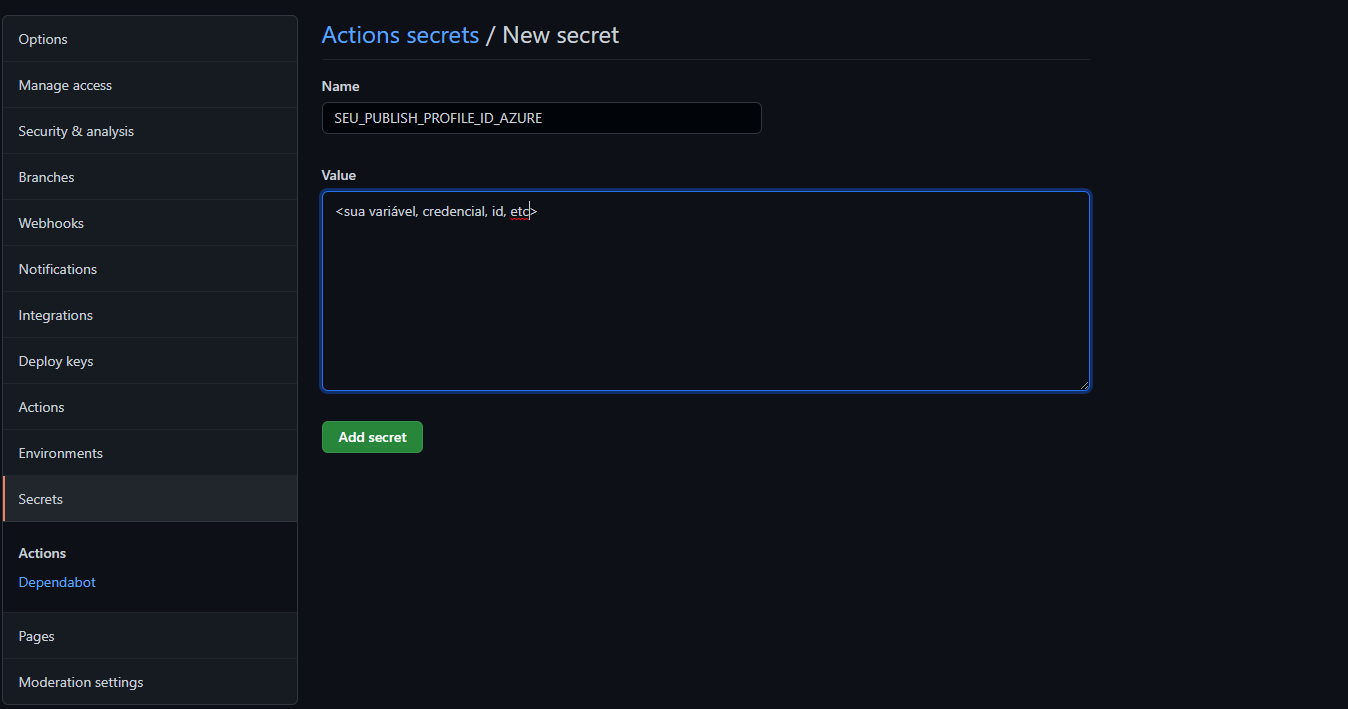 Options
Manage access
Security & analysis
Branches
Webhooks
Notifications
Integrations
Deploy keys
Actions
Environments
Secrets
Actions
Dependabot
Pages
Moderation settings
Actions secrets / New secret
Name
SEU_PUBLISH_PROFILE_ID_AZURE
Value
<sua variável, credencial, id, etc>
Add secret